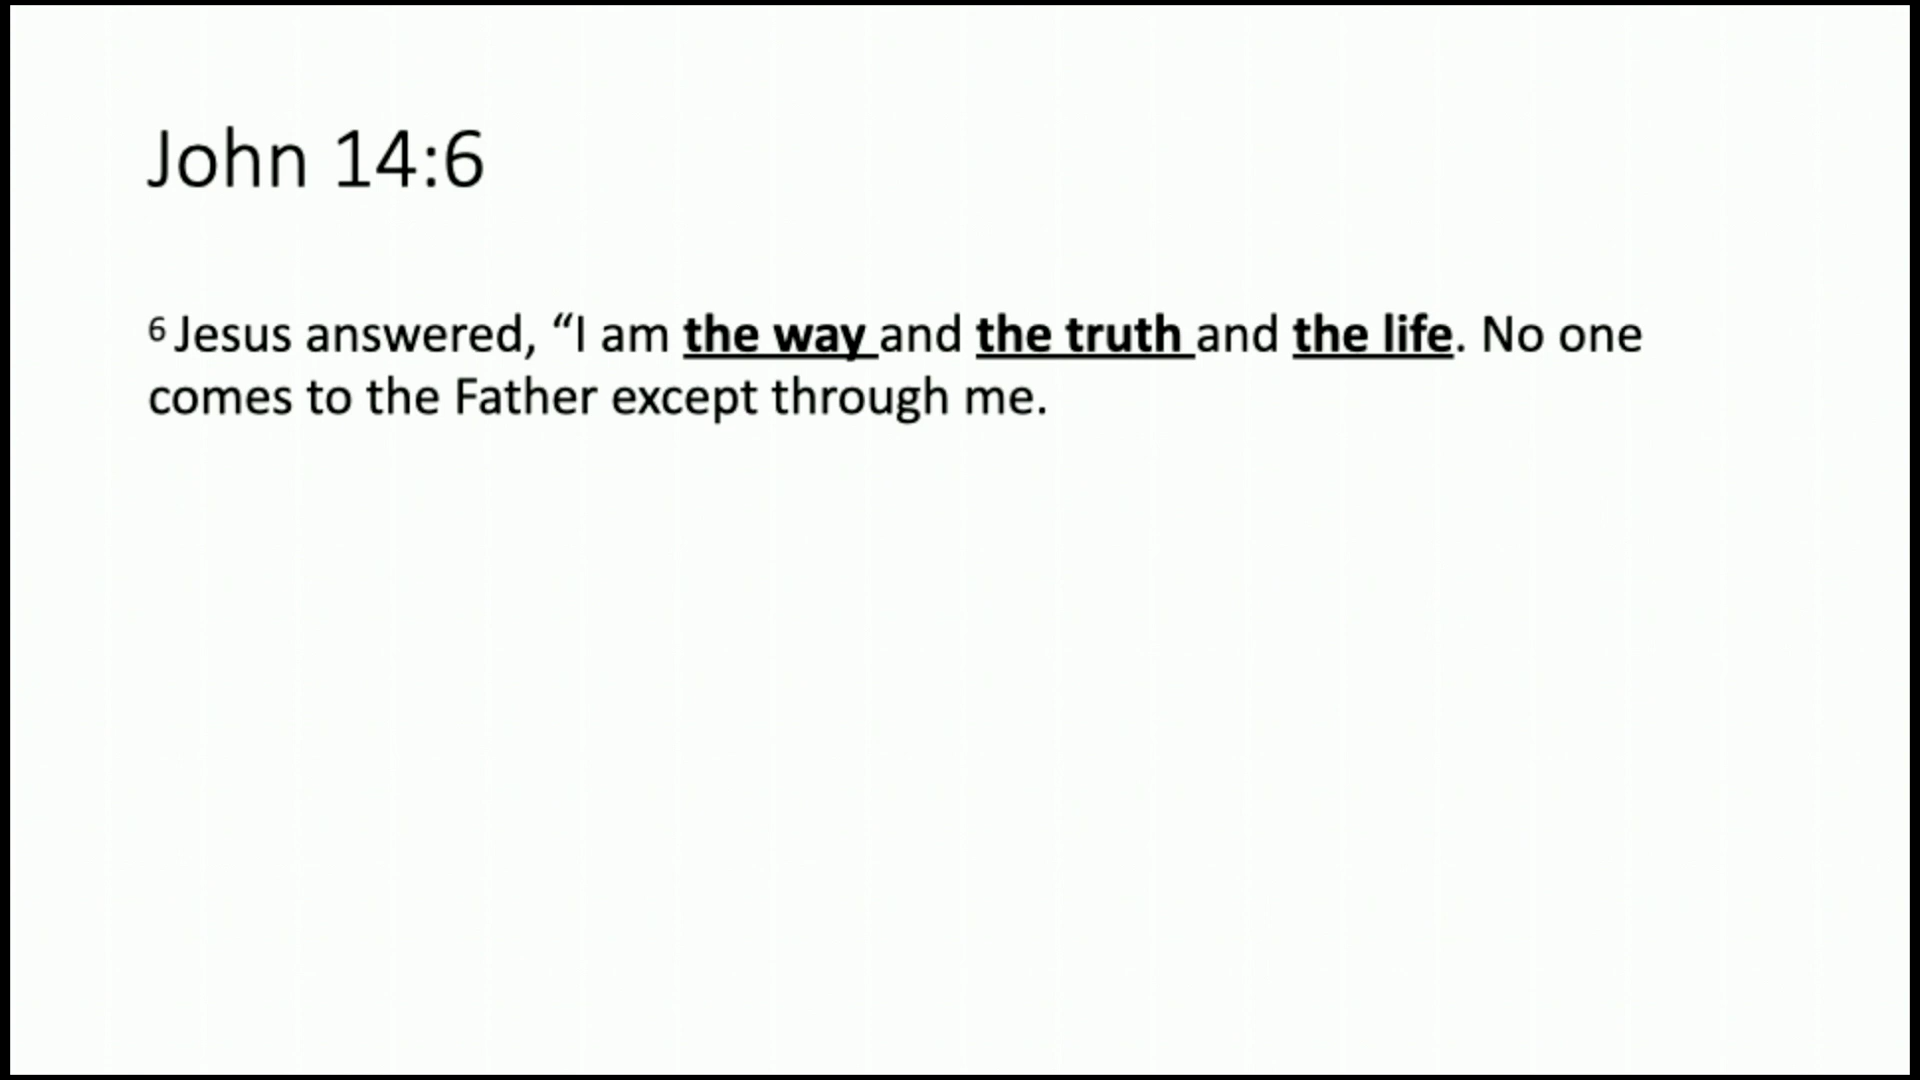 John 14:6
6 Jesus answered, “I am the way and the truth and the life. No one
comes to the Father except through me.